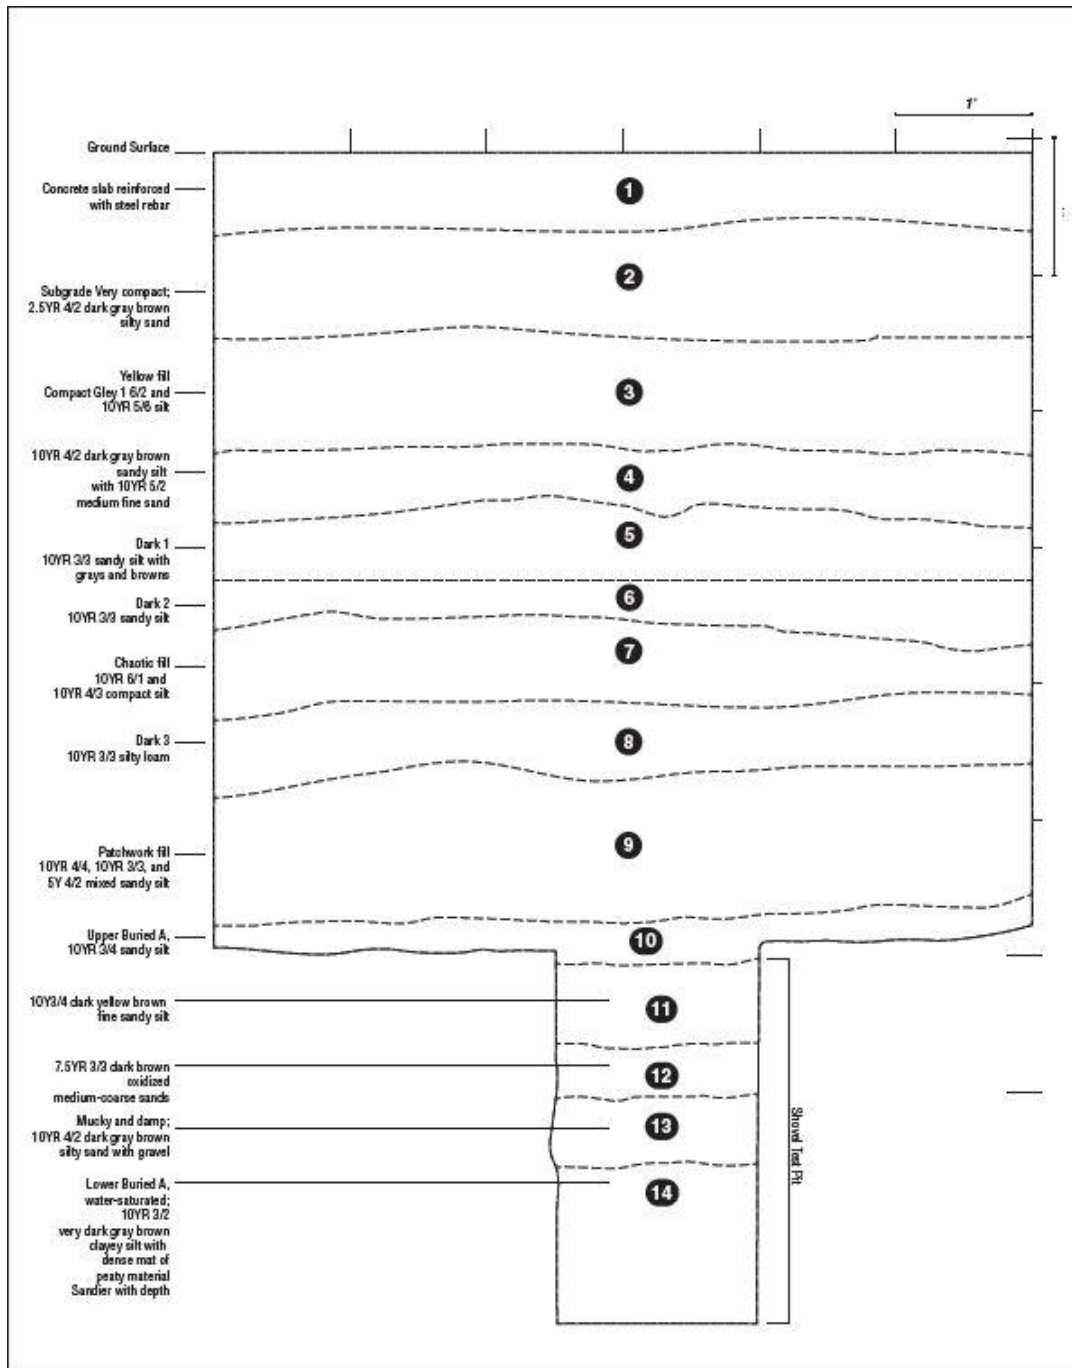 1'
Ground Surface
Concrete slab reinforced
with steel rebar
1
2
Subgrade Very compact;
2.5YR 4/2 dark gray brown
silty sand
Yellow fill
Compact Gley 1 6/2 and
10YR 5/6 silt
3
10YR 4/2 dark gray brown
sandy silt
with 10YR 5/2
medium fine sand
4
5
Dark 1
10YR 3/3 sandy silt with
grays and browns
6
Dark 2
10YR 3/3 sandy silt
7
Chaotic fill
10YR 6/1 and
10YR 4/3 compact silt
8
Dark 3
10YR 3/3 silty loam
9
Patchwork fill
10YR 4/4, 10YR 3/3, and
5Y 4/2 mixed sandy silt
Upper Buried A,
10YR 3/4 sandy silt
10
10Y3/4 dark yellow brown
fine sandy silt
11
7.5YR 3/3 dark brown
oxidized
medium-coarse sands
12
Mucky and damp;
10YR 4/2 dark gray brown
silty sand with gravel
13
Shovel Test Pit
Lower Buried A,
water-saturated;
10YR 3/2
very dark gray brown
clayey silt with
dense mat of
peaty material
Sandier with depth
14